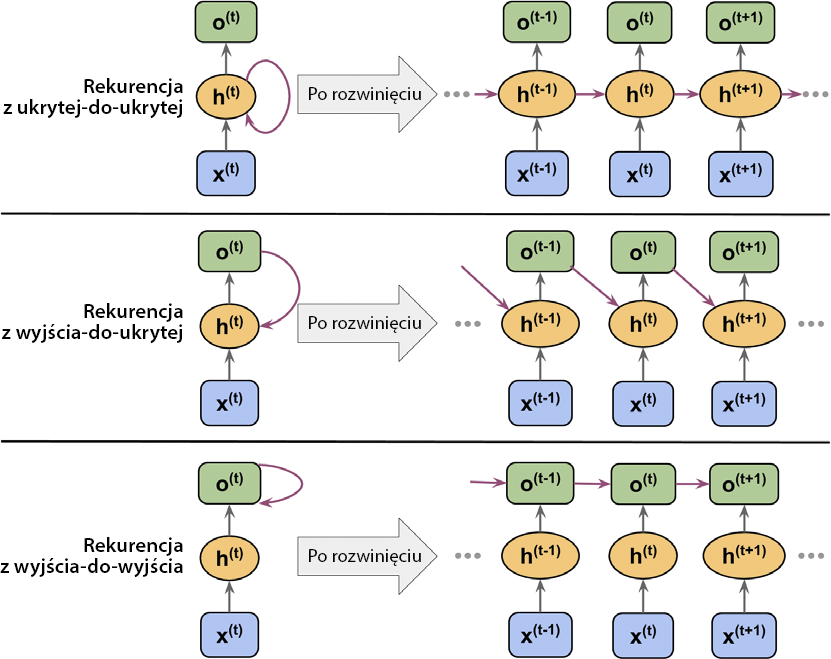 o(t) o(t-1) o(t) o(t+1)
Rekurencja
z ukrytej-do-ukrytej
h(t) Po rozwinięciu h(t-1) h(t) h(t+1)
x(t) x(t-1) x(t) x(t+1)
o(t) o(t-1) o(t) o(t+1)
Rekurencja
z wyjścia-do-ukrytej
h(t) Po rozwinięciu h(t-1) h(t) h(t+1)
x(t) x(t-1) x(t) x(t+1)
o(t) o(t-1) o(t) o(t+1)
Rekurencja
z wyjścia-do-wyjścia
h(t) Po rozwinięciu h(t-1) h(t) h(t+1)
x(t) x(t-1) x(t) x(t+1)